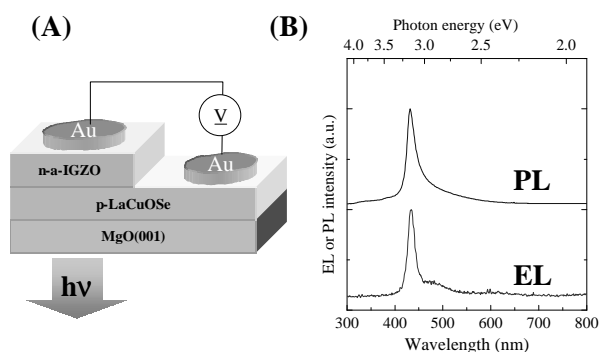 (A)
Au
V
Au
n-a-IGZO
p-LaCuOSe
MgO(001)
hν
(B)
Photon energy (eV)
4.0 3.5 3.0 2.5 2.0
EL or PL intensity (a.u.)
PL
EL
300 400 500 600 700 800
Wavelength (nm)